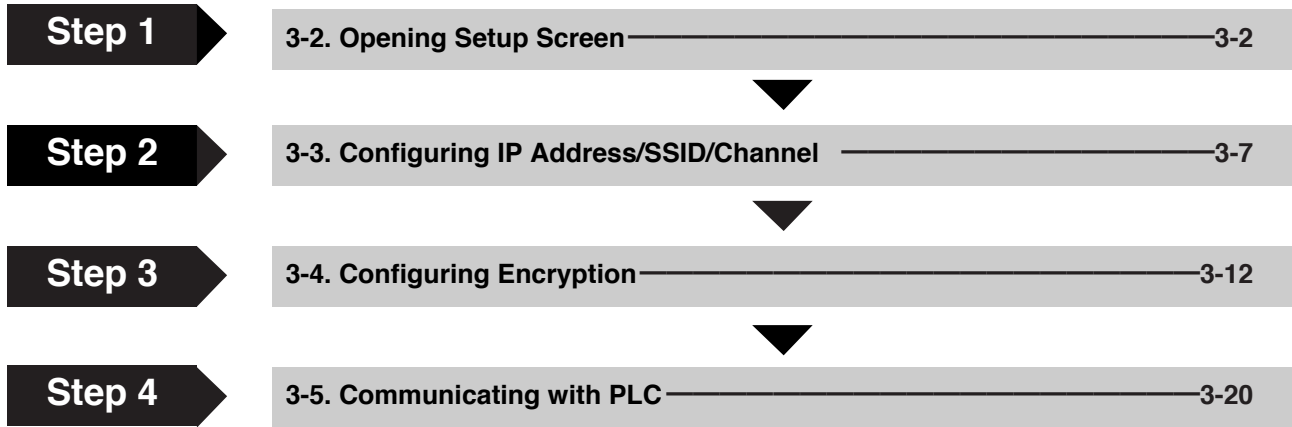 Step 1
3-2. Opening Setup Screen 3-2
Step 2
3-3. Configuring IP Address/SSID/Channel 3-7
Step 3
3-4. Configuring Encryption 3-12
Step 4
3-5. Communicating with PLC 3-20